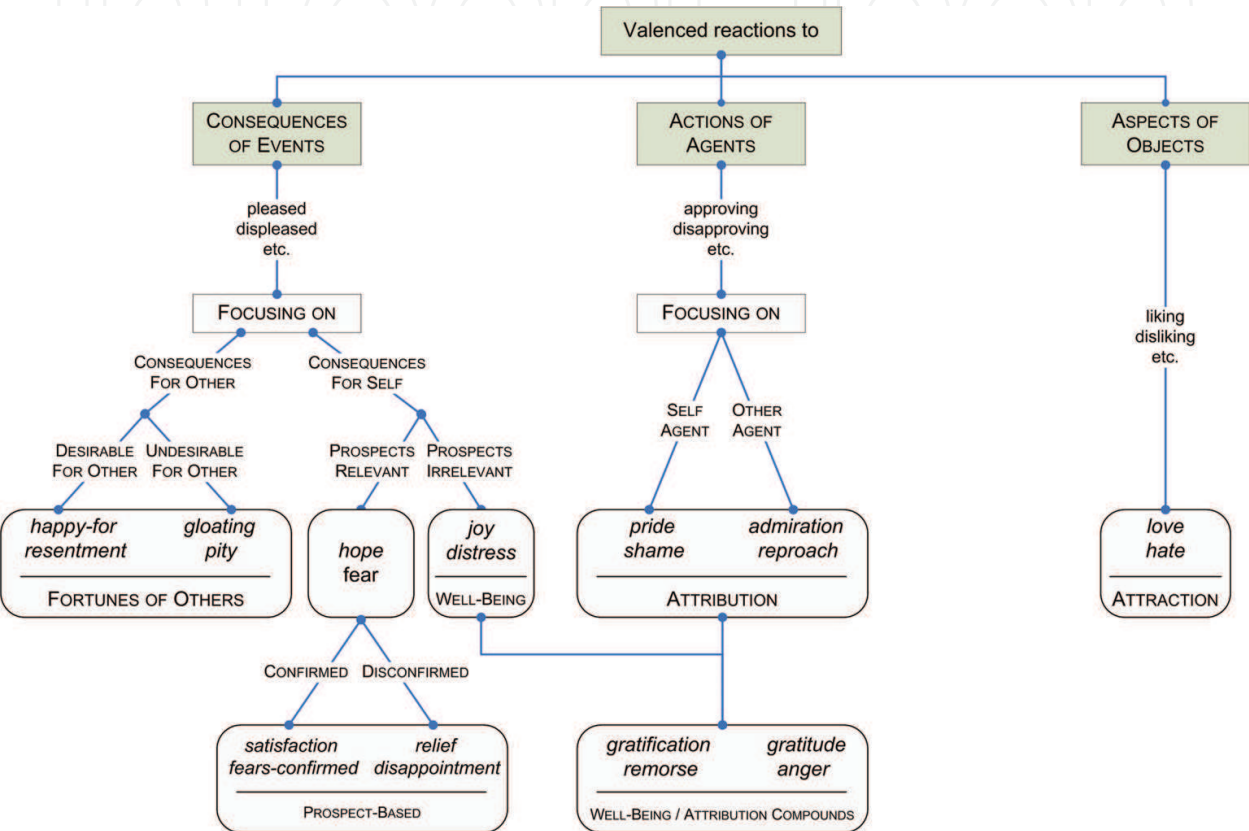 Valenced reactions to
CONSEQUENCES
OF EVENTS
ACTIONS OF
AGENTS
ASPECTS OF
OBJECTS
pleased
displeased
etc.
approving
disapproving
etc.
liking
disliking
etc.
FOCUSING ON
FOCUSING ON
CONSEQUENCES
FOR OTHER
CONSEQUENCES
FOR SELF
SELF
AGENT
OTHER
AGENT
DESIRABLE
FOR OTHER
UNDESIRABLE
FOR OTHER
PROSPECTS
RELEVANT
PROSPECTS
IRRELEVANT
happy-for
resentment
gloating
pity
FORTUNES OF OTHERS
hope
fear
joy
distress
WELL-BEING
pride
shame
admiration
reproach
ATTRIBUTION
love
hate
ATTRACTION
CONFIRMED
DISCONFIRMED
satisfaction
fears-confirmed
relief
disappointment
PROSPECT-BASED
gratification
remorse
gratitude
anger
WELL-BEING / ATTRIBUTION COMPOUNDS